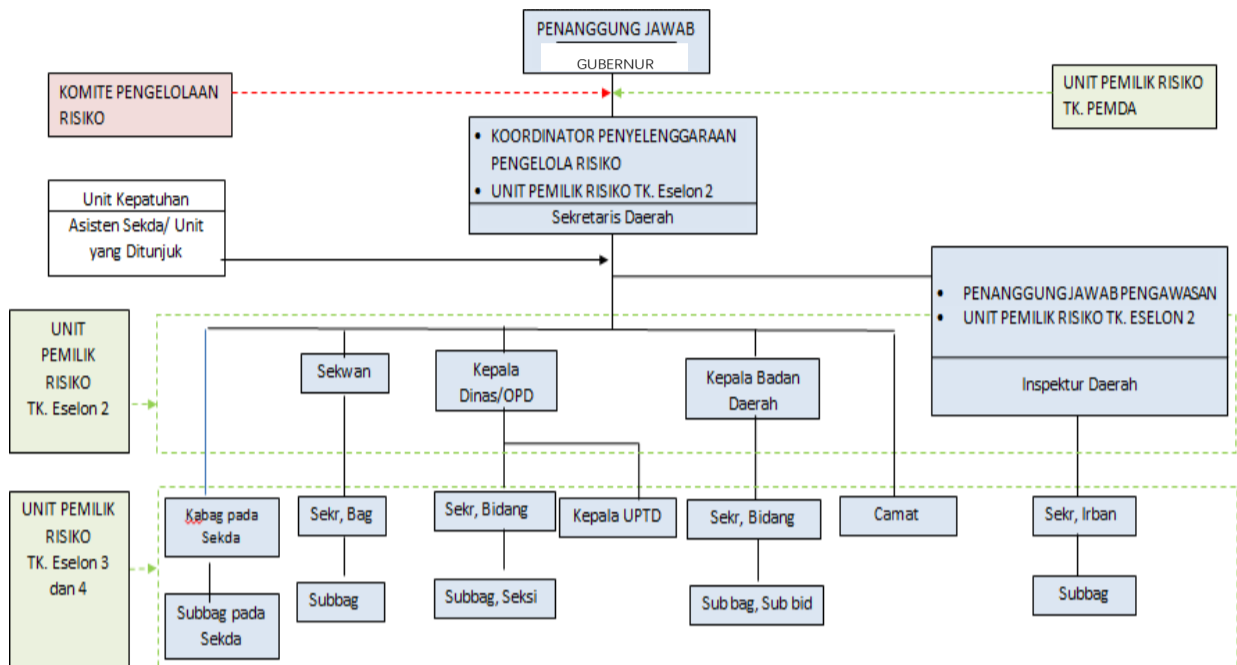 PENANGGUNG JAWAB
GUBERNUR
KOMITE PENGELOLAAN
RISIKO
UNIT PEMILIK RISIKO
TK. PEMDA
• KOORDINATOR PENYELENGGARAAN
PENGELOLA RISIKO
• UNIT PEMILIK RISIKO TK. Eselon 2
Sekretaris Daerah
Unit Kepatuhan
Asisten Sekda/ Unit
yang Ditunjuk
• PENANGGUNG JAWAB PENGAWASAN
• UNIT PEMILIK RISIKO TK. ESELON 2
Inspektur Daerah
UNIT
PEMILIK
RISIKO
TK. Eselon 2
Sekwan
Kepala
Dinas/OPD
Kepala Badan
Daerah
UNIT PEMILIK
RISIKO
TK. Eselon 3
dan 4
Kabag pada
Sekda
Sekr, Bag
Sekr, Bidang
Kepala UPTD
Sekr, Bidang
Camat
Sekr, Irban
Subbag pada
Sekda
Subbag
Subbag, Seksi
Subbag, Sub bid
Subbag